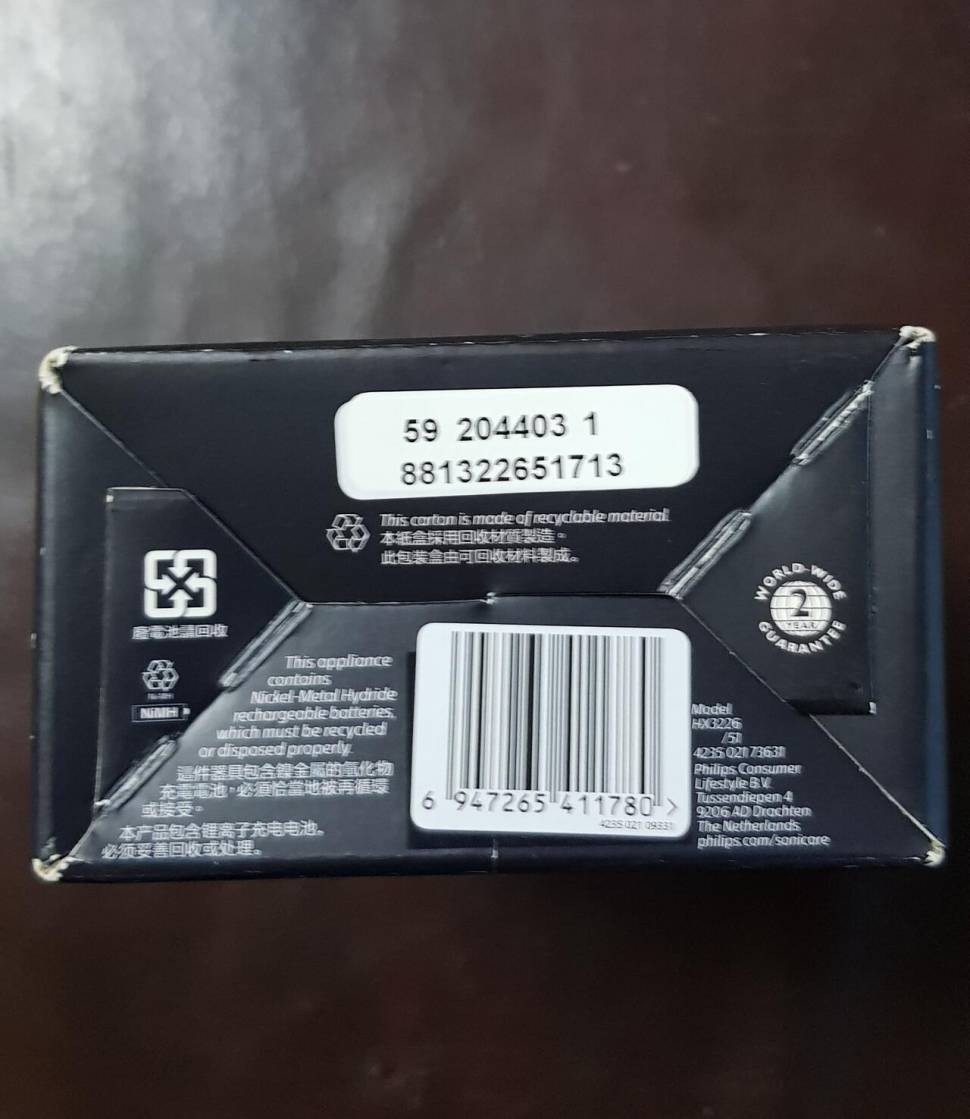 59 204403 1
881322651713
This carton is made of recyclable material.
本紙盒採用回收材質製造。
此包装盒由可回收材料製成。
廢電池請回收
NiMH
This appliance
contains
Nickel-Metal Hydride
rechargeable batteries,
which must be recycled
or disposed properly.
這件器具包含鎳金屬的氫化物
充電電池，必須恰當地被再循環
或接受。
本产品包含锂离子充电电池。
必须妥善回收或处理。
6 947265 411780 >
4235 021 09331
WORLD-WIDE
2
YEAR
GUARANTEE
Model
HX3226
/51
4235 021 73631
Philips Consumer
Lifestyle B.V.
Tussendiepen 4
9206 AD Drachten
The Netherlands
philips.com/sonicare